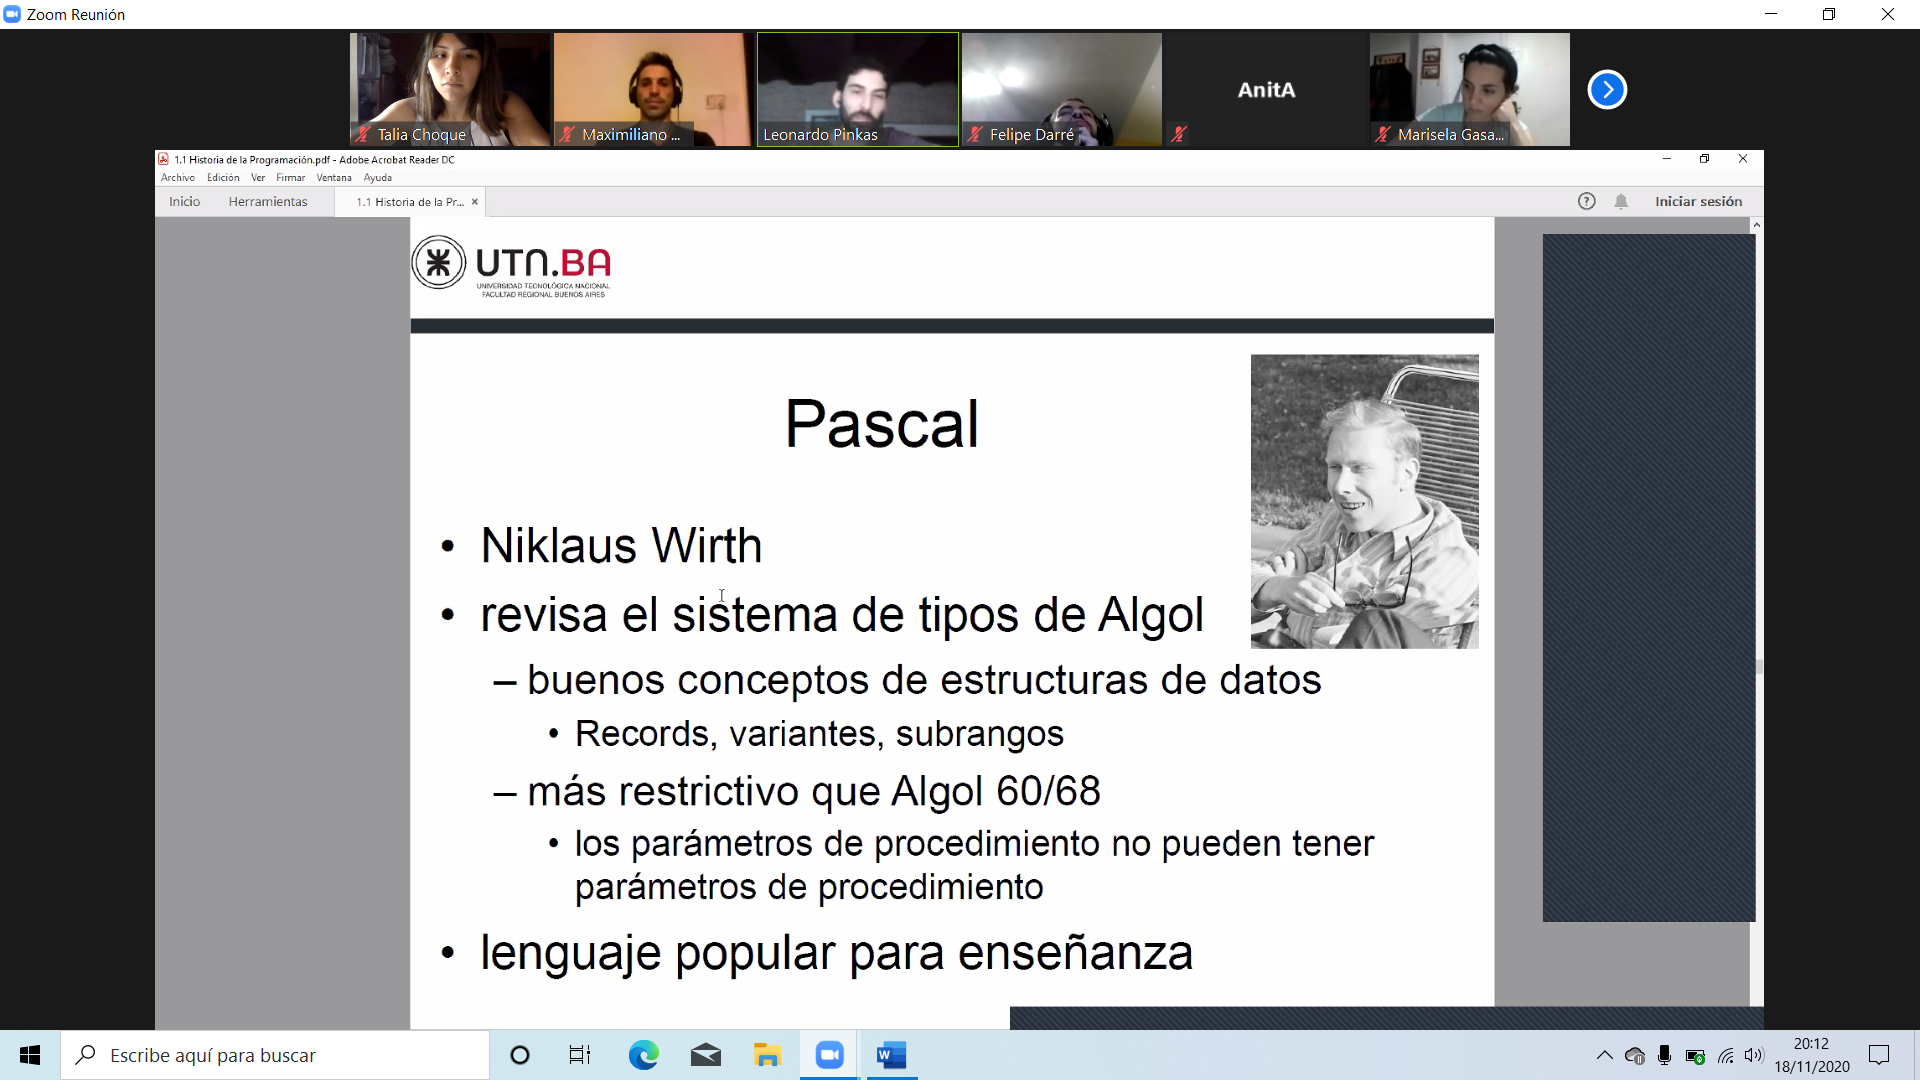 Zoom Reunión
Talia Choque
Maximiliano ...
Leonardo Pinkas
Felipe Darré
AnitA
Marisela Gasa...
1.1 Historia de la Programación.pdf - Adobe Acrobat Reader DC
Archivo Edición Ver Firmar Ventana Ayuda
Inicio Herramientas 1.1 Historia de la Pr... × Iniciar sesión
UTN.BA
UNIVERSIDAD TECNOLÓGICA NACIONAL
FACULTAD REGIONAL BUENOS AIRES
Pascal
• Niklaus Wirth
• revisa el sistema de tipos de Algol
– buenos conceptos de estructuras de datos
• Records, variantes, subrangos
– más restrictivo que Algol 60/68
• los parámetros de procedimiento no pueden tener
parámetros de procedimiento
• lenguaje popular para enseñanza
Escribe aquí para buscar
20:12
18/11/2020